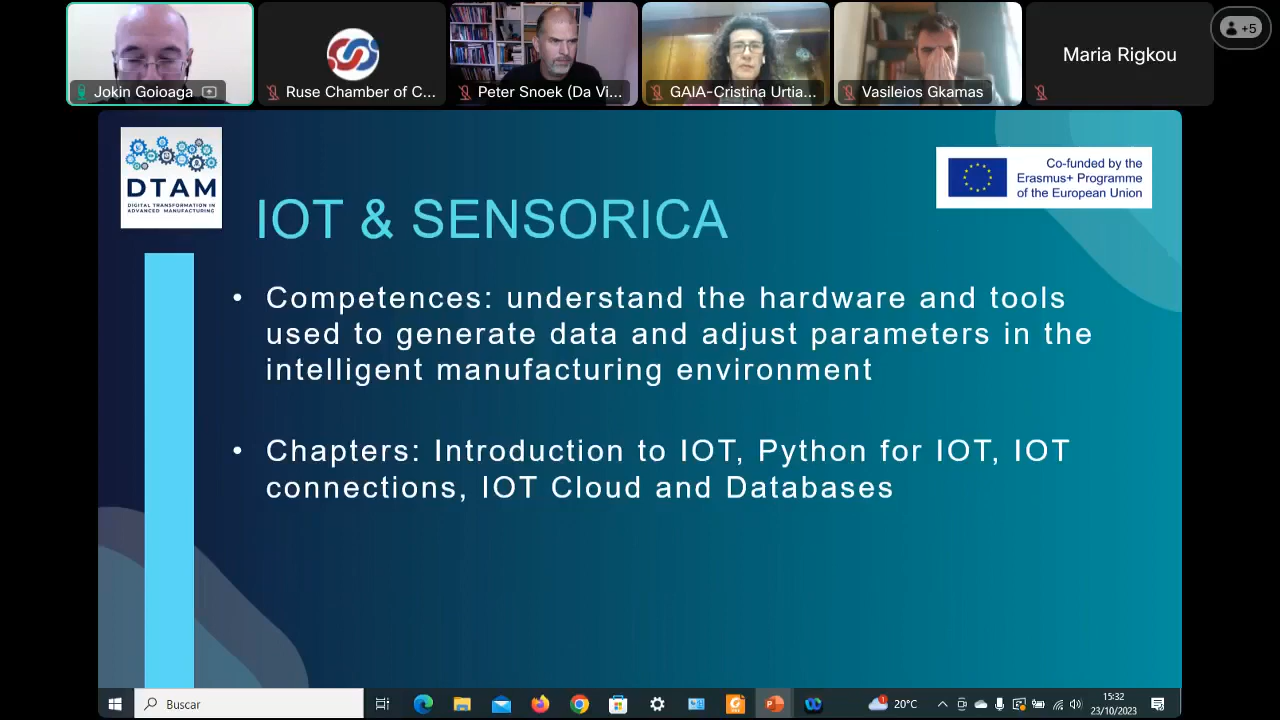 Jokin Goioaga
Ruse Chamber of C...
Peter Snoek (Da Vi...
GAIA-Cristina Urtia...
Vasileios Gkamas
Maria Rigkou
+5
DTAM
DIGITAL TRANSFORMATION IN
ADVANCED MANUFACTURING
Co-funded by the
Erasmus+ Programme
of the European Union
IOT & SENSORICA
• Competences: understand the hardware and tools
used to generate data and adjust parameters in the
intelligent manufacturing environment
• Chapters: Introduction to IOT, Python for IOT, IOT
connections, IOT Cloud and Databases
Buscar
20°C
15:32
23/10/2023